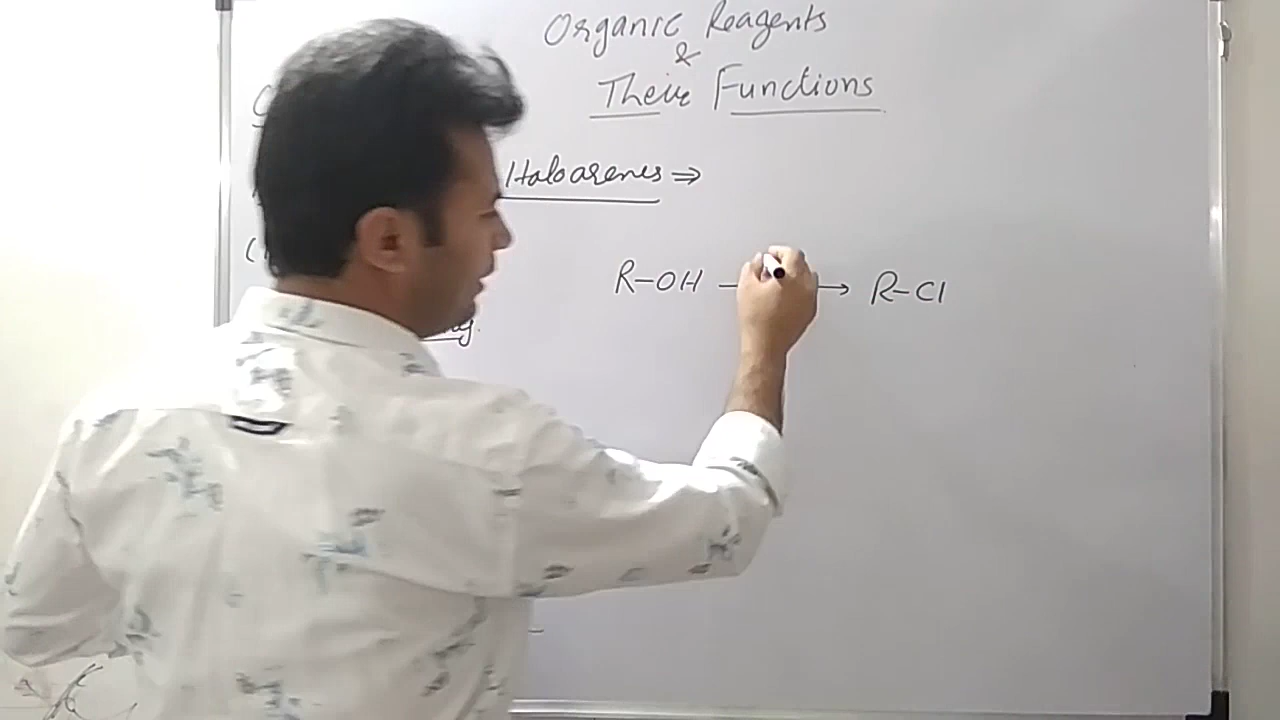 Organic Reagents
&
Their Functions
Haloarenes ⇒
R-OH → R-Cl